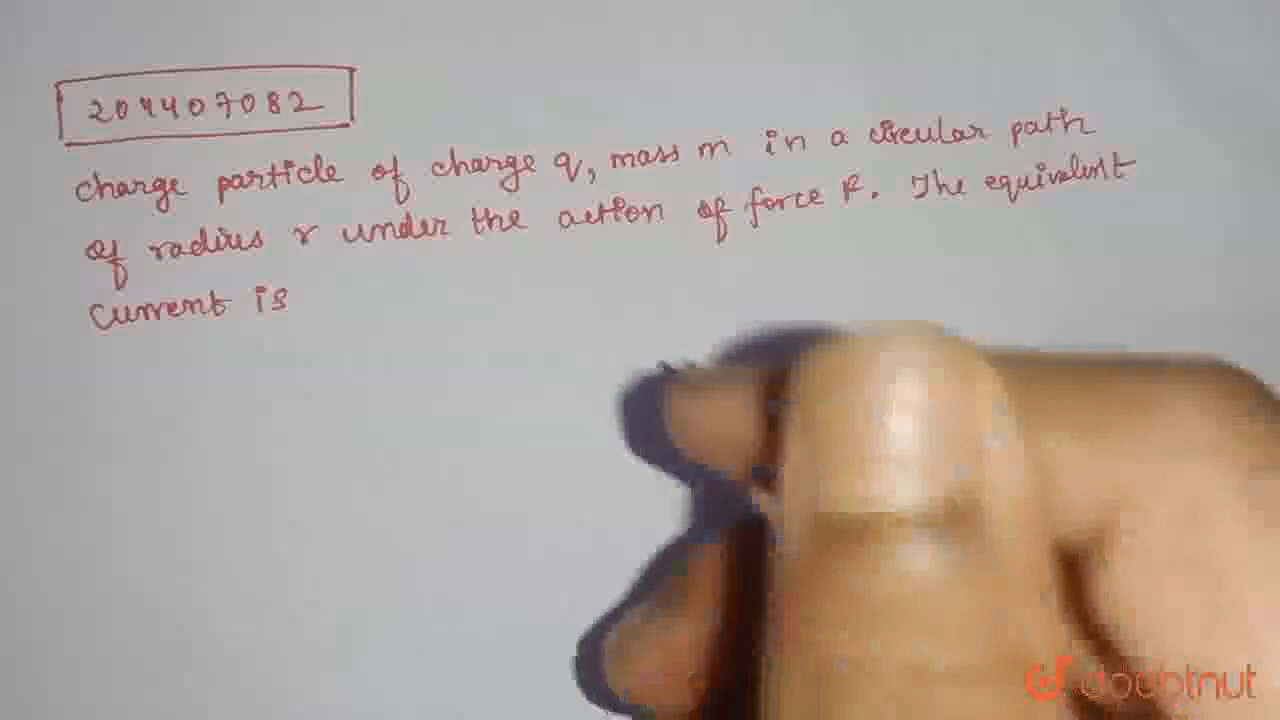 204407082
charge particle of charge q, mass m in a circular path
of radius r under the action of force F. The equivalent
current is
doubtnut